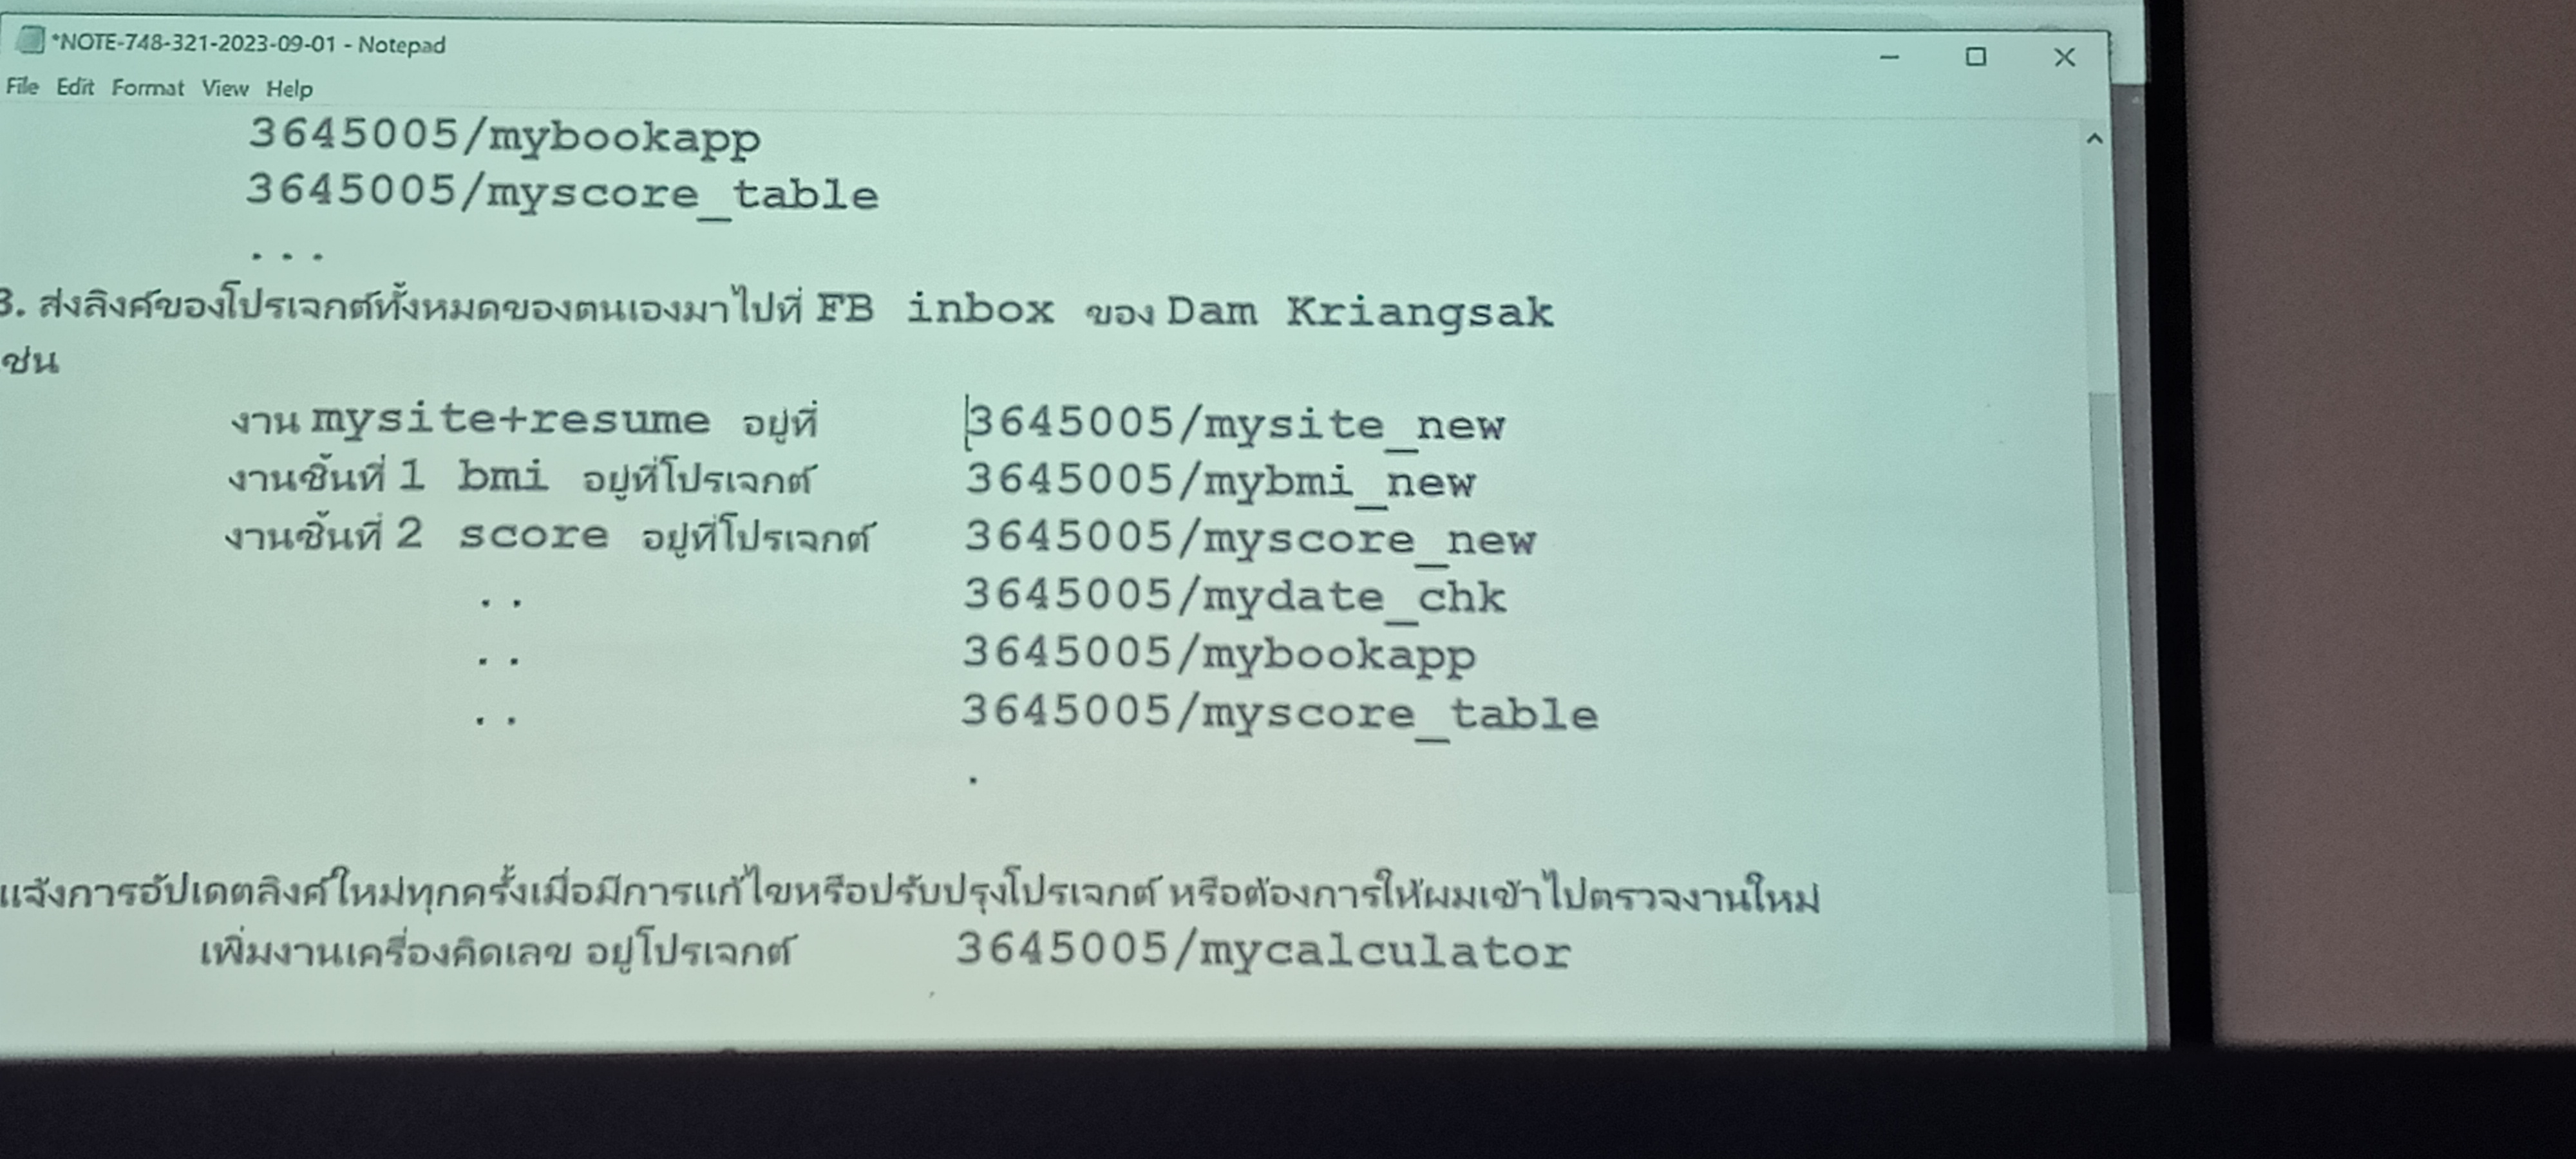 *NOTE-748-321-2023-09-01 - Notepad
File Edit Format View Help
3645005/mybookapp
3645005/myscore_table
...
3. ส่งลิงค์ของโปรเจกต์ทั้งหมดของตนเองมาไปที่ FB inbox ของ Dam Kriangsak
ช่น
งาน mysite+resume อยู่ที่ 3645005/mysite_new
งานชิ้นที่ 1 bmi อยู่ที่โปรเจกต์ 3645005/mybmi_new
งานชิ้นที่ 2 score อยู่ที่โปรเจกต์ 3645005/myscore_new
.. 3645005/mydate_chk
.. 3645005/mybookapp
.. 3645005/myscore_table
.
แจ้งการอัปเดตลิงค์ใหม่ทุกครั้งเมื่อมีการแก้ไขหรือปรับปรุงโปรเจกต์ หรือต้องการให้ผมเข้าไปตรวจงานใหม่
เพิ่มงานเครื่องคิดเลข อยู่โปรเจกต์ 3645005/mycalculator